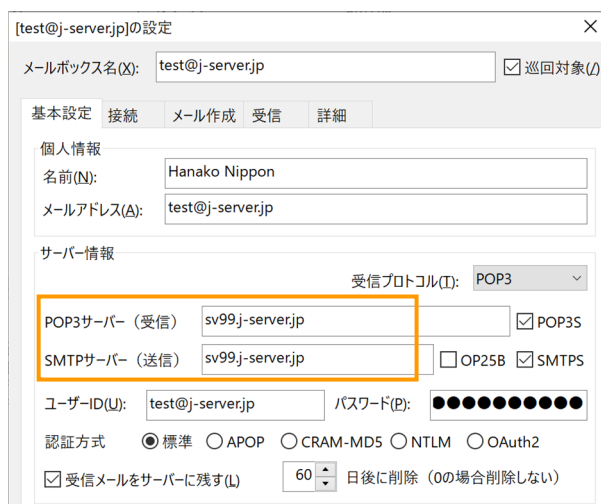 [test@j-server.jp]の設定
メールボックス名(X): test@j-server.jp 巡回対象(/)
基本設定 接続 メール作成 受信 詳細
個人情報
名前(N): Hanako Nippon
メールアドレス(A): test@j-server.jp
サーバー情報
受信プロトコル(T): POP3
POP3サーバー（受信） sv99.j-server.jp POP3S
SMTPサーバー（送信） sv99.j-server.jp OP25B SMTPS
ユーザーID(U): test@j-server.jp パスワード(P): ●●●●●●●●●●
認証方式 標準 APOP CRAM-MD5 NTLM OAuth2
受信メールをサーバーに残す(L) 60 日後に削除（0の場合削除しない）